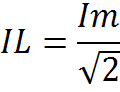 IL = Im / √2